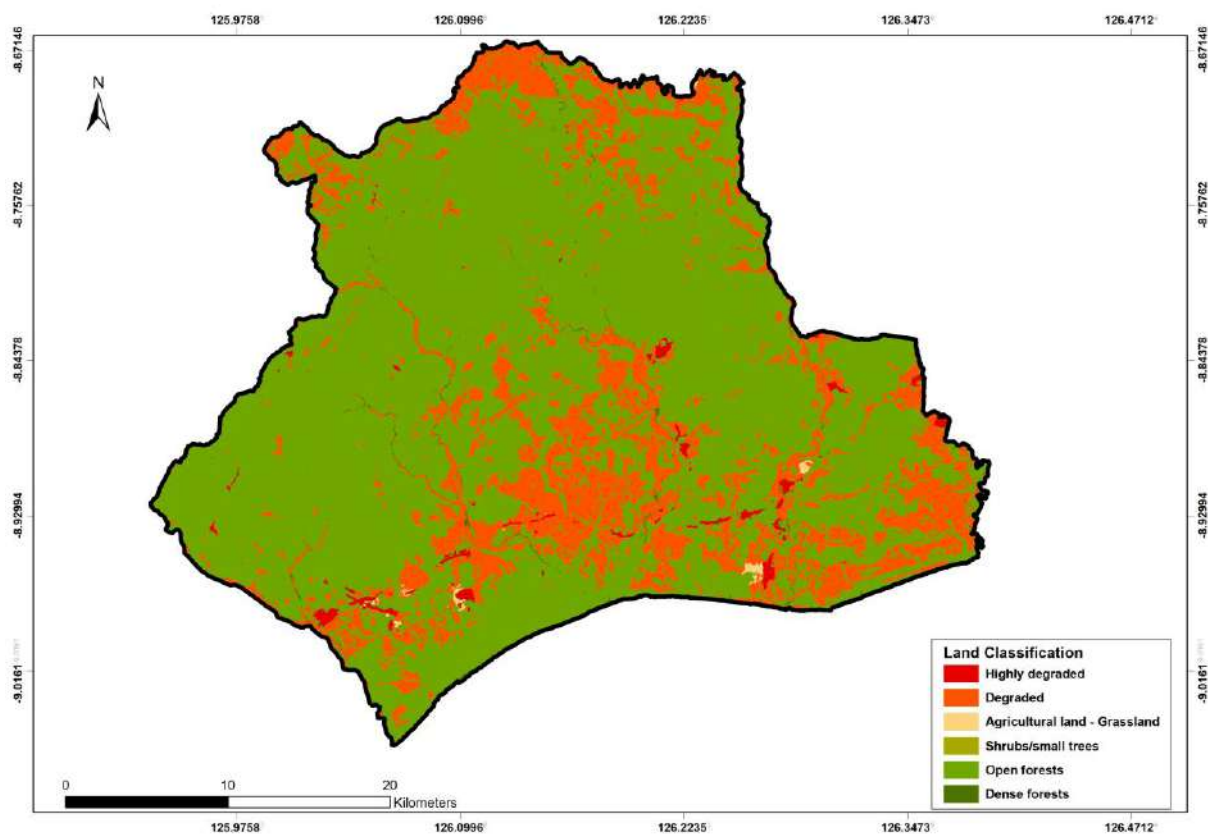 125.9758 126.0996 126.2235 126.3473 126.4712
-8.67146 -8.67146
N
-8.75762 -8.75762
-8.84378 -8.84378
-8.92994 -8.92994
-9.0161 -9.0161
Land Classification
Highly degraded
Degraded
Agricultural land - Grassland
Shrubs/small trees
Open forests
Dense forests
0 10 20
Kilometers
125.9758 126.0996 126.2235 126.3473 126.4712